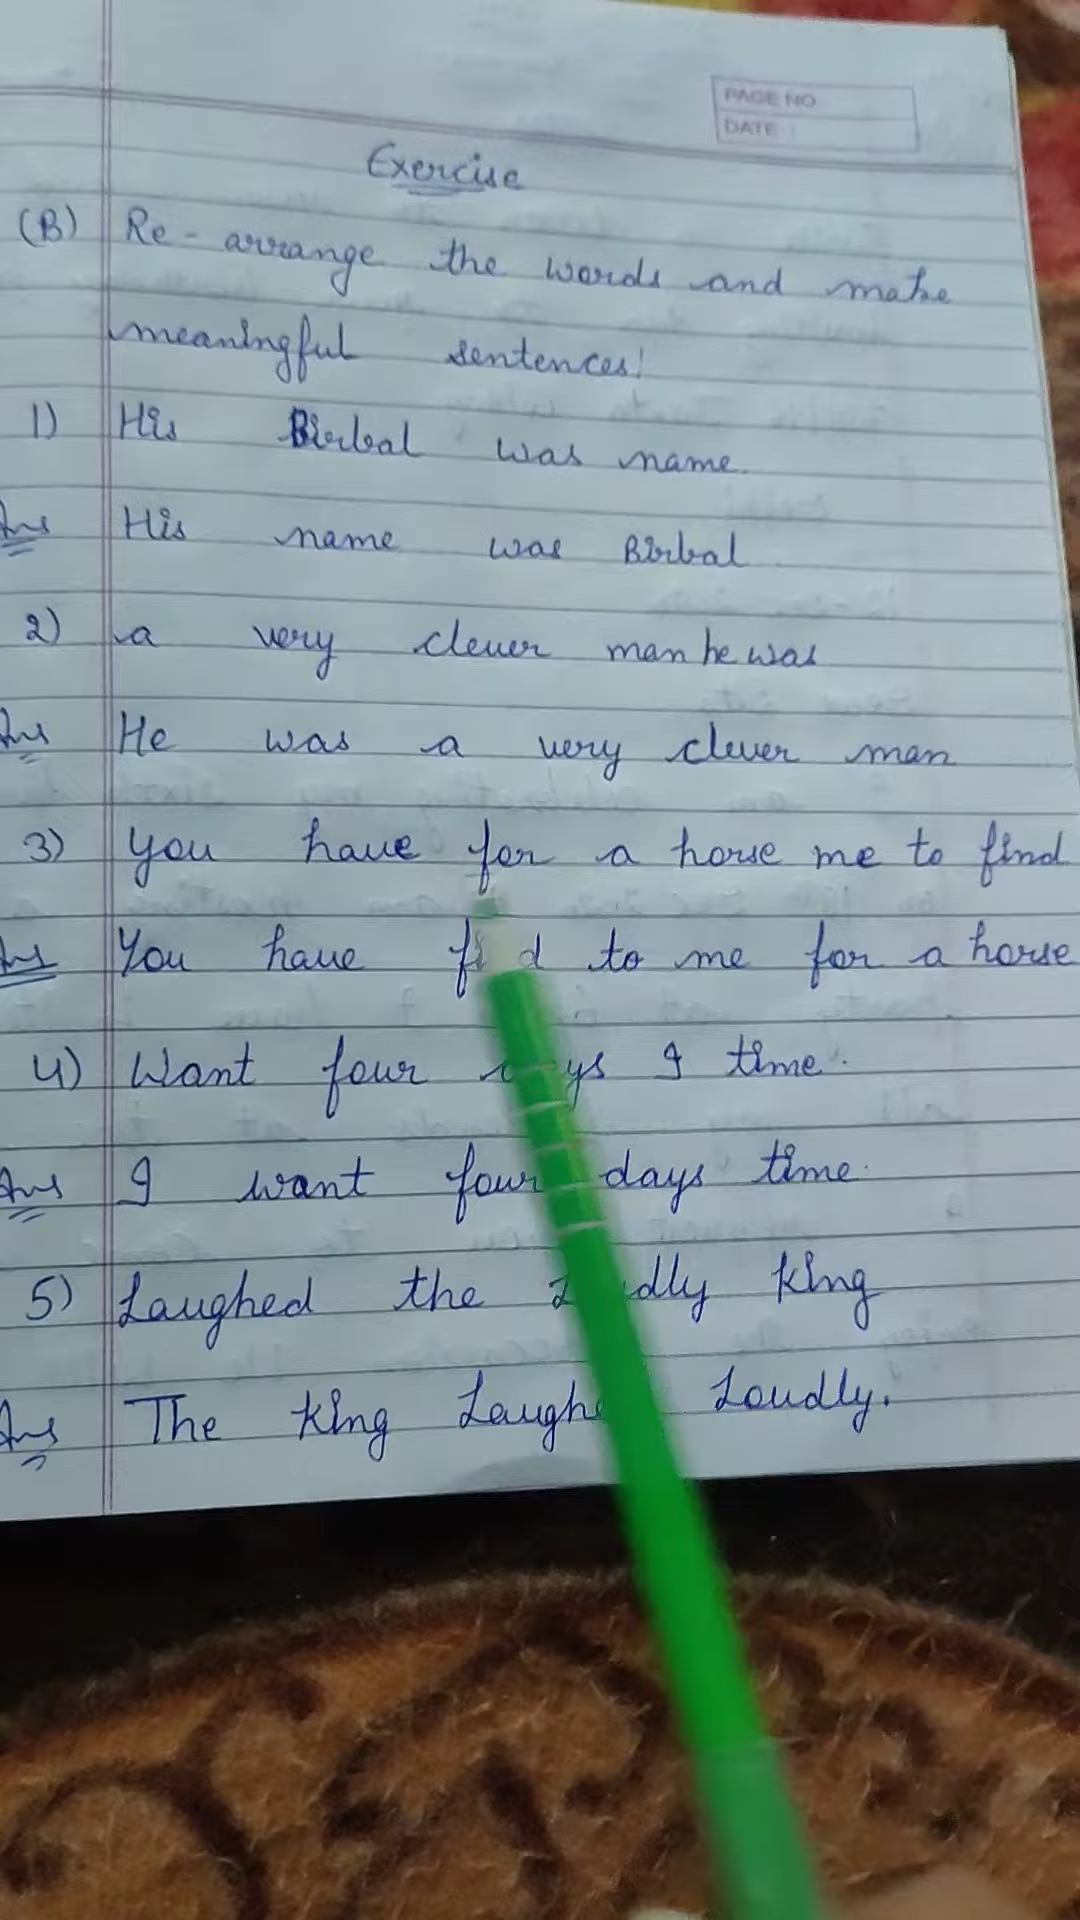 PAGE NO
DATE :
Exercise
(B) Re-arrange the words and make
meaningful sentences!
1) His Birbal was name.
Ans His name was Birbal
2) a very clever man he was
Ans He was a very clever man
3) You have for a horse me to find
Ans You have find to me for a horse
4) Want four days I time.
Ans I want four days time.
5) Laughed the king
Ans The king Loudly.